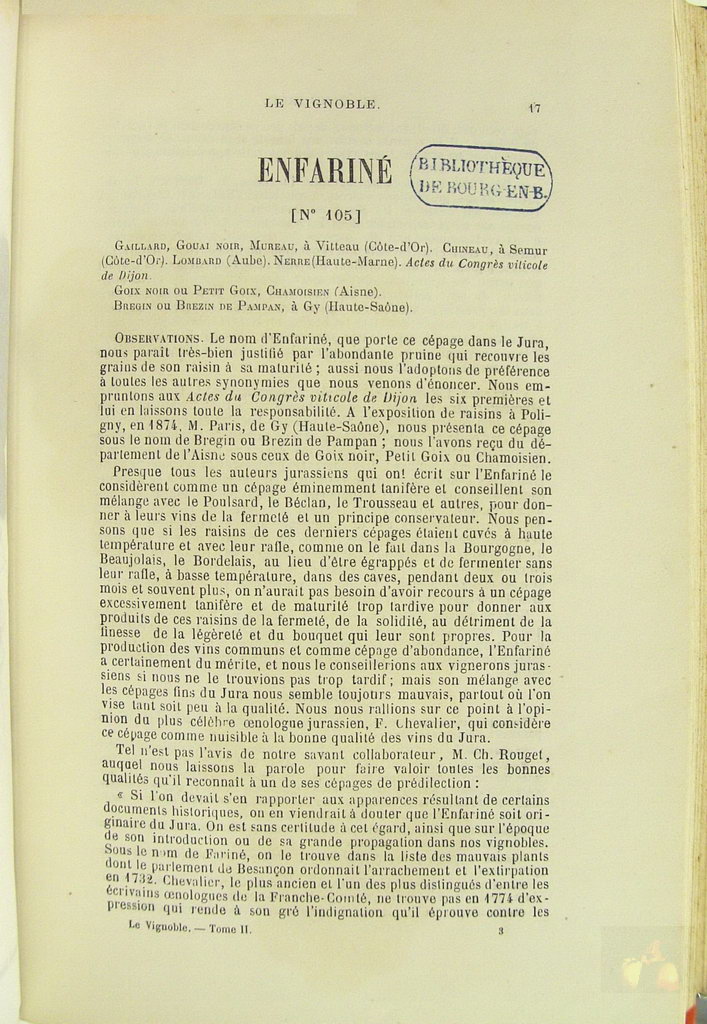 LE VIGNOBLE.
17
ENFARINÉ
BIBLIOTHÈQUE
DE BOURG-EN-B.
[N° 105]
GAILLARD, GOUAI NOIR, MUREAU, à Vitteau (Côte-d'Or). CHINEAU, à Semur
(Côte-d'Or). LOMBARD (Aube). NERRE (Haute-Marne). Actes du Congrès viticole
de Dijon.
GOIX NOIR OU PETIT GOIX, CHAMOISIEN (Aisne).
BREGIN OU BREZIN DE PAMPAN, à Gy (Haute-Saône).
OBSERVATIONS. Le nom d'Enfariné, que porte ce cépage dans le Jura,
nous paraît très-bien justifié par l'abondante pruine qui recouvre les
grains de son raisin à sa maturité ; aussi nous l'adoptons de préférence
à toutes les autres synonymies que nous venons d'énoncer. Nous em-
pruntons aux Actes du Congrès viticole de Dijon les six premières et
lui en laissons toute la responsabilité. A l'exposition de raisins à Poli-
gny, en 1874, M. Paris, de Gy (Haute-Saône), nous présenta ce cépage
sous le nom de Bregin ou Brezin de Pampan ; nous l'avons reçu du dé-
partement de l'Aisne sous ceux de Goix noir, Petit Goix ou Chamoisien.
Presque tous les auteurs jurassiens qui ont écrit sur l'Enfariné le
considèrent comme un cépage éminemment tanifère et conseillent son
mélange avec le Poulsard, le Béclan, le Trousseau et autres, pour don-
ner à leurs vins de la fermeté et un principe conservateur. Nous pen-
sons que si les raisins de ces derniers cépages étaient cuvés à haute
température et avec leur rafle, comme on le fait dans la Bourgogne, le
Beaujolais, le Bordelais, au lieu d'être égrappés et de fermenter sans
leur rafle, à basse température, dans des caves, pendant deux ou trois
mois et souvent plus, on n'aurait pas besoin d'avoir recours à un cépage
excessivement tanifère et de maturité trop tardive pour donner aux
produits de ces raisins de la fermeté, de la solidité, au détriment de la
finesse de la légèreté et du bouquet qui leur sont propres. Pour la
production des vins communs et comme cépage d'abondance, l'Enfariné
a certainement du mérite, et nous le conseillerions aux vignerons juras-
siens si nous ne le trouvions pas trop tardif ; mais son mélange avec
les cépages fins du Jura nous semble toujours mauvais, partout où l'on
vise tant soit peu à la qualité. Nous nous rallions sur ce point à l'opi-
nion du plus célèbre œnologue jurassien, F. Chevalier, qui considère
ce cépage comme nuisible à la bonne qualité des vins du Jura.
Tel n'est pas l'avis de notre savant collaborateur, M. Ch. Rouget,
auquel nous laissons la parole pour faire valoir toutes les bonnes
qualités qu'il reconnaît à un de ses cépages de prédilection :
« Si l'on devait s'en rapporter aux apparences résultant de certains
documents historiques, on en viendrait à douter que l'Enfariné soit ori-
ginaire du Jura. On est sans certitude à cet égard, ainsi que sur l'époque
de son introduction ou de sa grande propagation dans nos vignobles.
Sous le nom de Fariné, on le trouve dans la liste des mauvais plants
dont le parlement de Besançon ordonnait l'arrachement et l'extirpation
en 1732. Chevalier, le plus ancien et l'un des plus distingués d'entre les
écrivains œnologues de la Franche-Comté, ne trouve pas en 1774 d'ex-
pression qui rende à son gré l'indignation qu'il éprouve contre les
Le Vignoble. — Tome II.
3